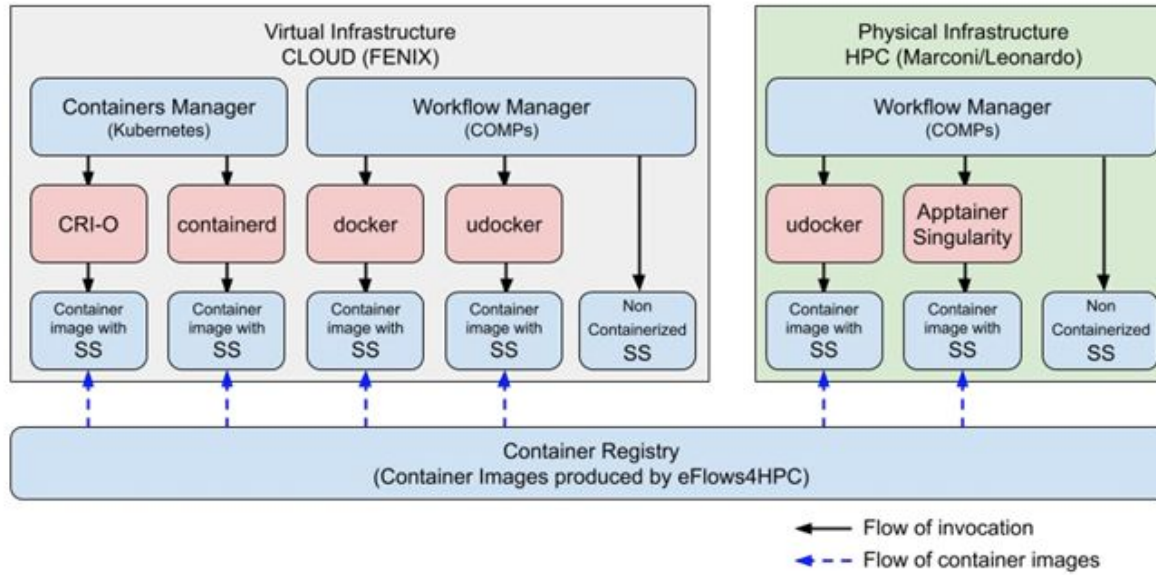 Virtual Infrastructure
CLOUD (FENIX)
Containers Manager
(Kubernetes)
Workflow Manager
(COMPs)
CRI-O
containerd
docker
udocker
Container
image with
SS
Container
image with
SS
Container
image with
SS
Container
image with
SS
Non
Containerized
SS
Physical Infrastructure
HPC (Marconi/Leonardo)
Workflow Manager
(COMPs)
udocker
Apptainer
Singularity
Container
image with
SS
Container
image with
SS
Non
Containerized
SS
Container Registry
(Container Images produced by eFlows4HPC)
Flow of invocation
Flow of container images